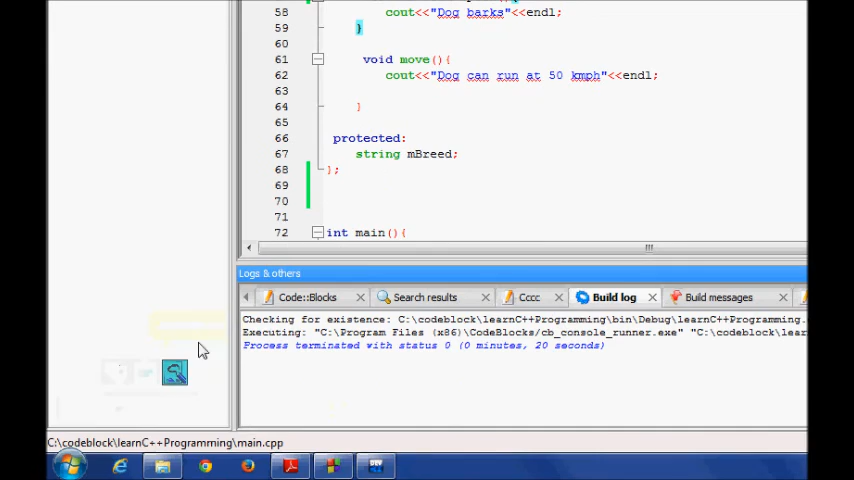 58 cout<<"Dog barks"<<endl;
59 }
60
61 void move(){
62 cout<<"Dog can run at 50 kmph"<<endl;
63
64 }
65
66 protected:
67 string mBreed;
68 };
69
70
71
72 int main(){
Logs & others
Code::Blocks Search results Cccc Build log Build messages
Checking for existence: C:\codeblock\learnC++Programming\bin\Debug\learnC++Programming.
Executing: "C:\Program Files (x86)\CodeBlocks/cb_console_runner.exe" "C:\codeblock\lear
Process terminated with status 0 (0 minutes, 20 seconds)
C:\codeblock\learnC++Programming\main.cpp